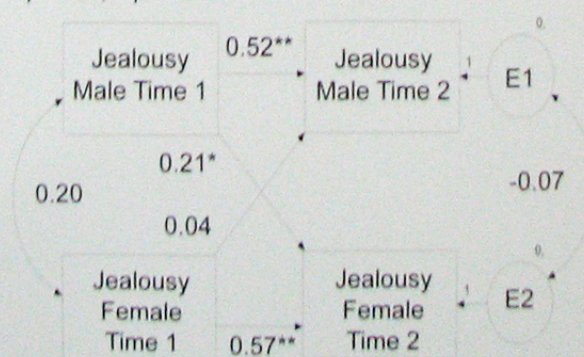 0.
Jealousy
Male Time 1
0.52**
Jealousy
Male Time 2
1
E1
0.21*
0.20
-0.07
0.04
0.
Jealousy
Female
Time 1
Jealousy
Female
Time 2
1
E2
0.57**